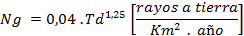 Ng = 0,04 .Td^1,25 [rayos a tierra / Km² . año]